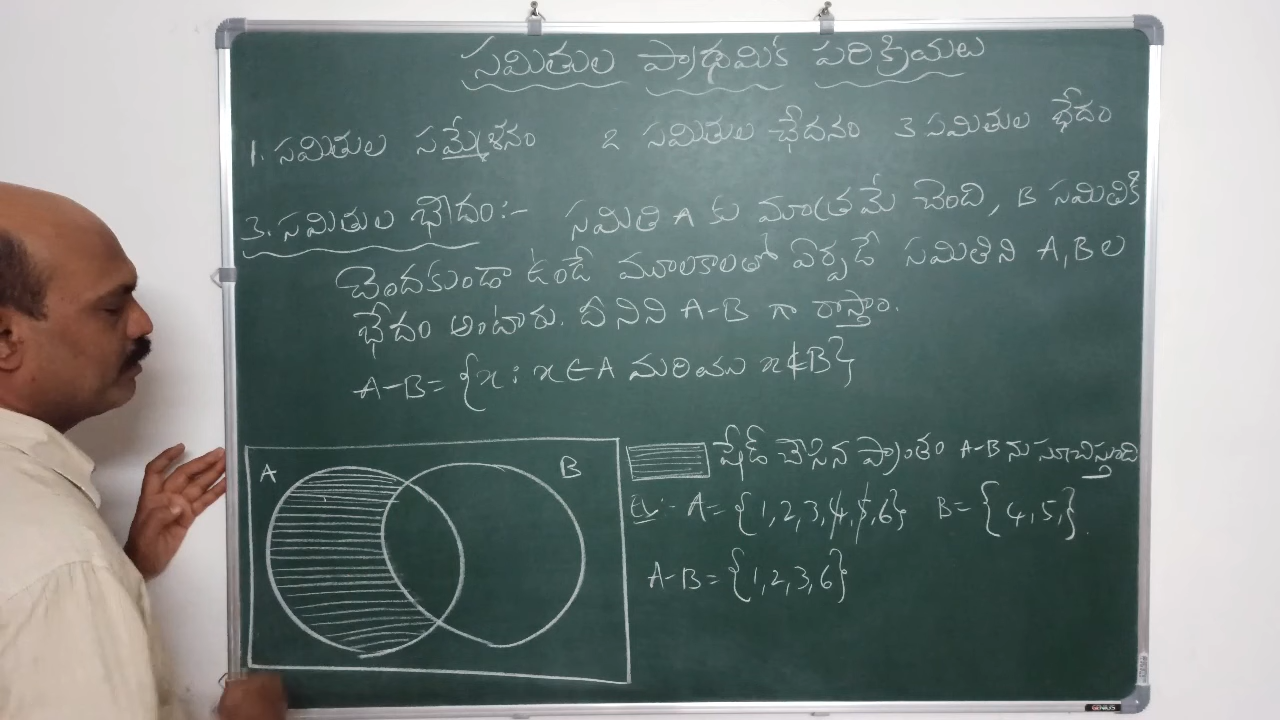 సమితుల ప్రాథమిక పరిక్రియలు
1. సమితుల సమ్మేళనం 2 సమితుల ఛేదనం 3 సమితుల భేదం
3. సమితుల భేదం:- సమితి A కు మాత్రమే చెంది, B సమితికి
చెందకుండా ఉండే మూలకాలతో ఏర్పడే సమితిని A,B ల
భేదం అంటారు. దీనిని A-B గా రాస్తాం.
A-B= {x : x∈A మరియు x∉B}
A B
షేడ్ చేసిన ప్రాంతం A-B ను సూచిస్తుంది
Ex:- A= {1,2,3,4,5,6} B= {4,5,}.
A-B = {1,2,3,6}
GENIUS